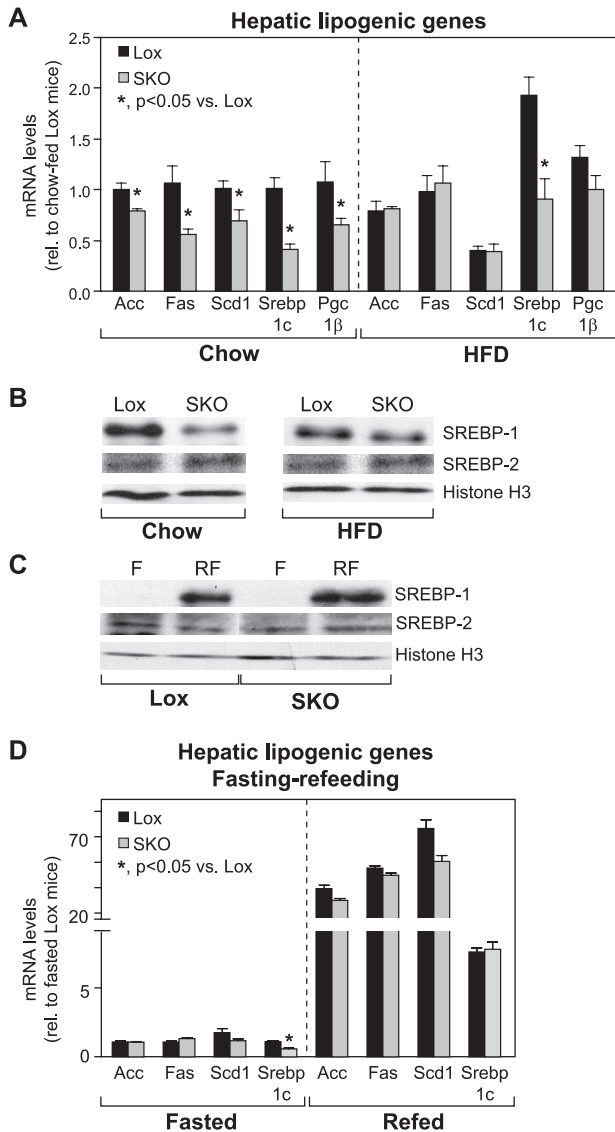 A
Hepatic lipogenic genes
mRNA levels
(rel. to chow-fed Lox mice)
2.5
2.0
1.5
1.0
0.5
0.0
Lox
SKO
*, p<0.05 vs. Lox
* * * * * *
Acc Fas Scd1 Srebp 1c Pgc 1β Acc Fas Scd1 Srebp 1c Pgc 1β
Chow HFD
B
Lox SKO Lox SKO
SREBP-1
SREBP-2
Histone H3
Chow HFD
C
F RF F RF
SREBP-1
SREBP-2
Histone H3
Lox SKO
D
Hepatic lipogenic genes
Fasting-refeeding
mRNA levels
(rel. to fasted Lox mice)
70
20
5
0
Lox
SKO
*, p<0.05 vs. Lox
*
Acc Fas Scd1 Srebp 1c Acc Fas Scd1 Srebp 1c
Fasted Refed